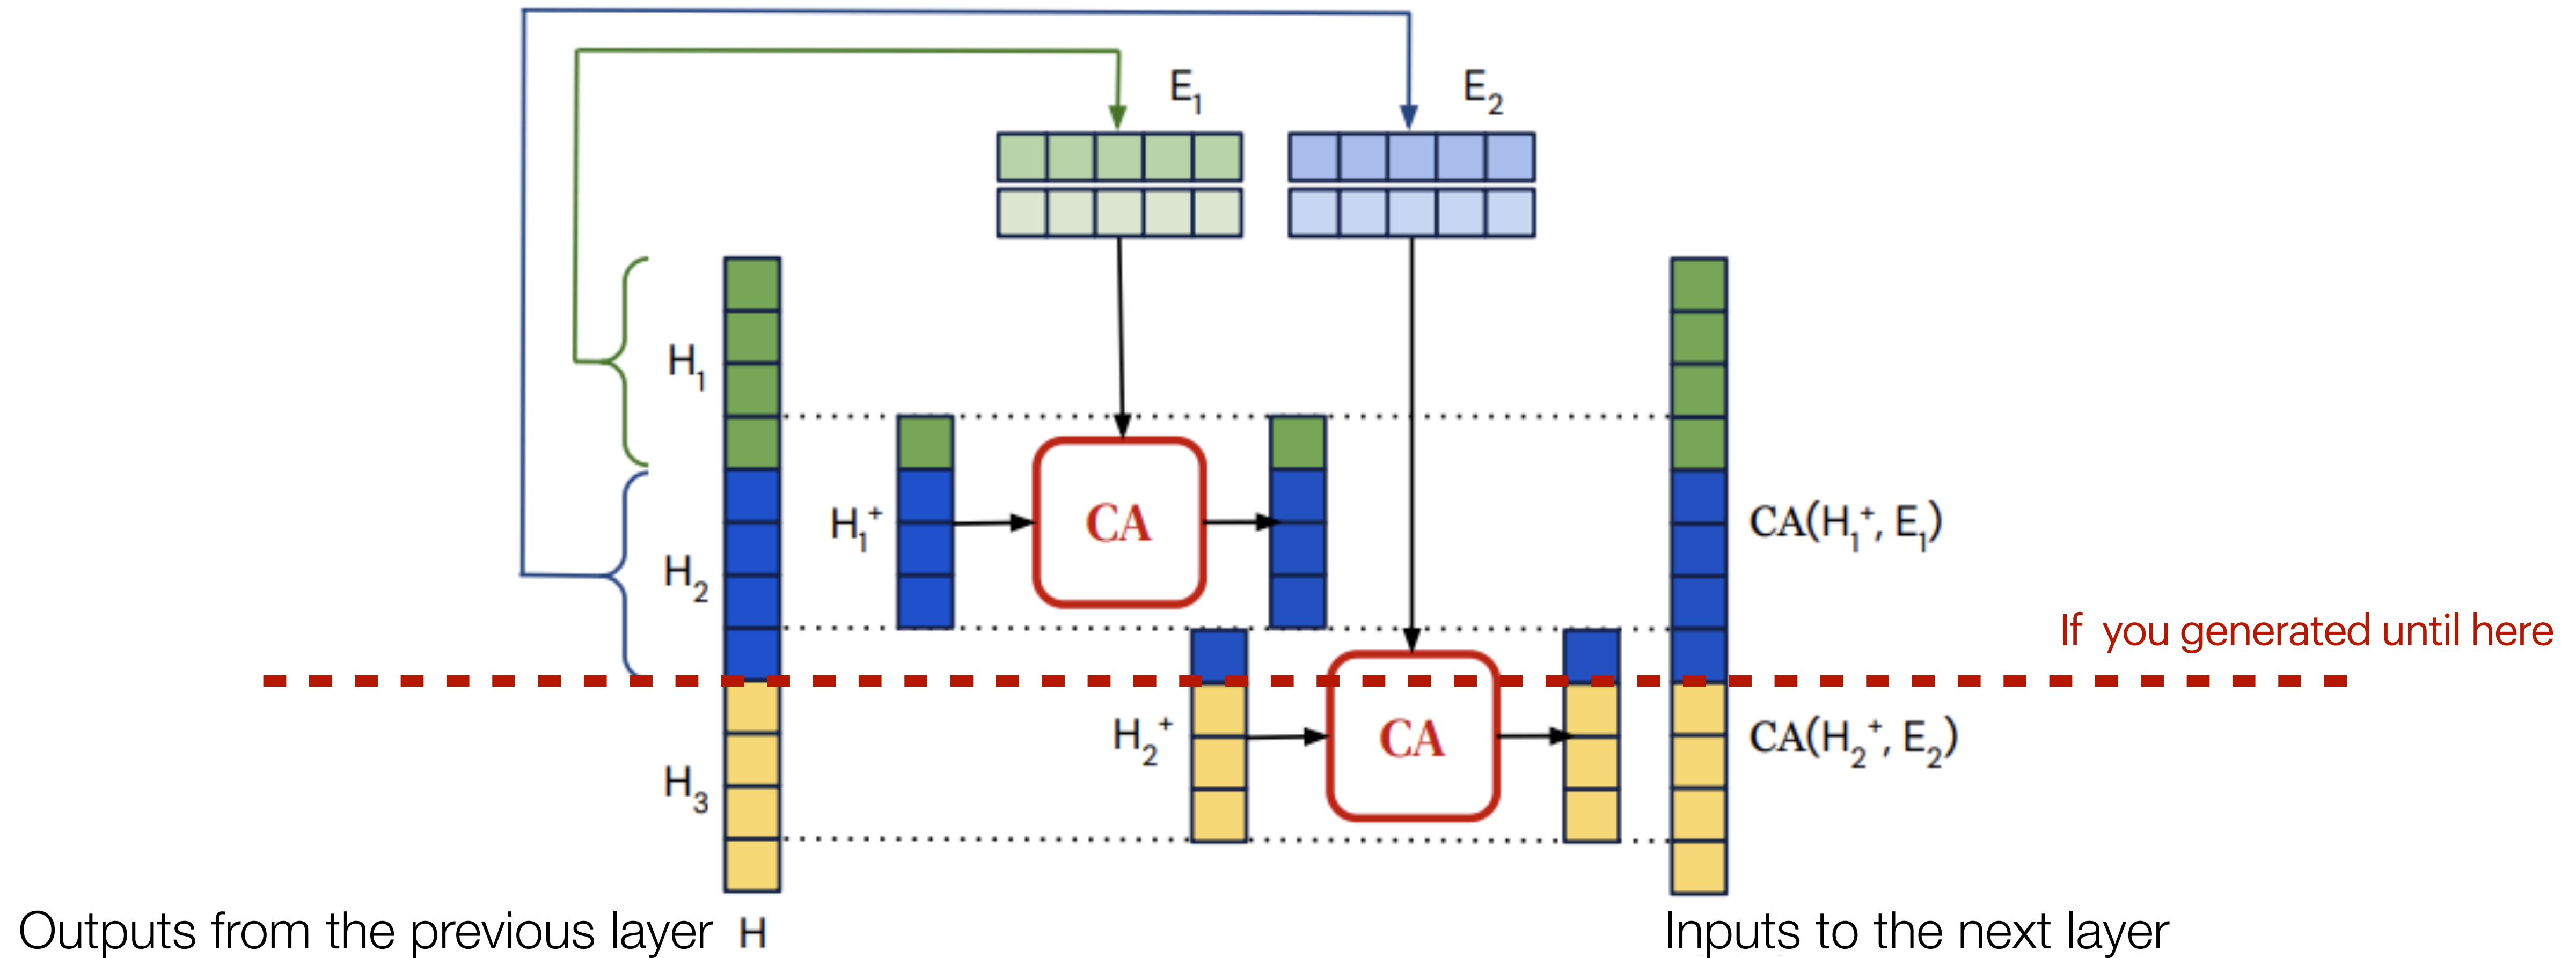 E₁
E₂
H₁
H₁⁺
CA
CA(H₁⁺, E₁)
H₂
If you generated until here
H₂⁺
CA
CA(H₂⁺, E₂)
H₃
Outputs from the previous layer H
Inputs to the next layer